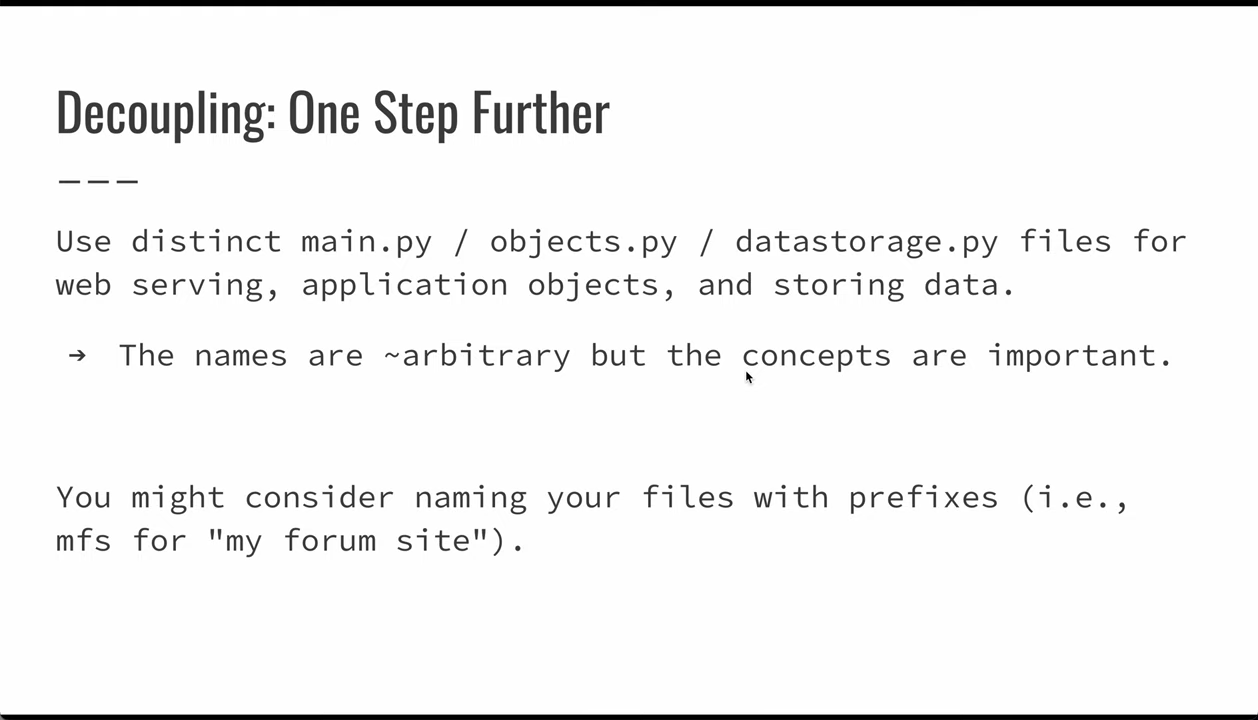 Decoupling: One Step Further
———
Use distinct main.py / objects.py / datastorage.py files for
web serving, application objects, and storing data.
➔ The names are ~arbitrary but the concepts are important.
You might consider naming your files with prefixes (i.e.,
mfs for "my forum site").